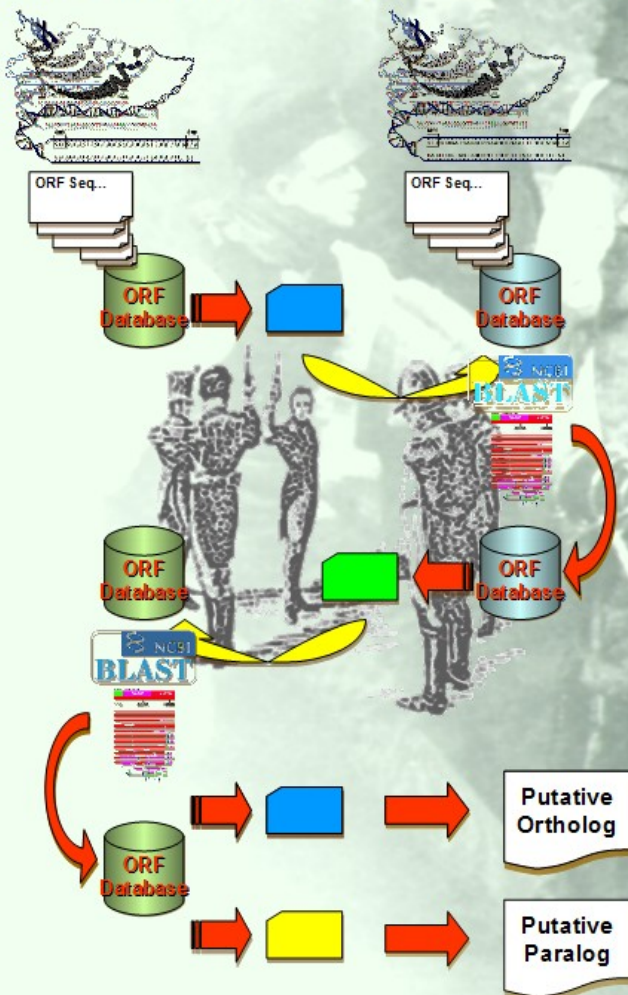 ORF Seq...
ORF Seq...
ORF
Database
ORF
Database
NCBI
BLAST
ORF
Database
ORF
Database
NCBI
BLAST
ORF
Database
Putative
Ortholog
Putative
Paralog